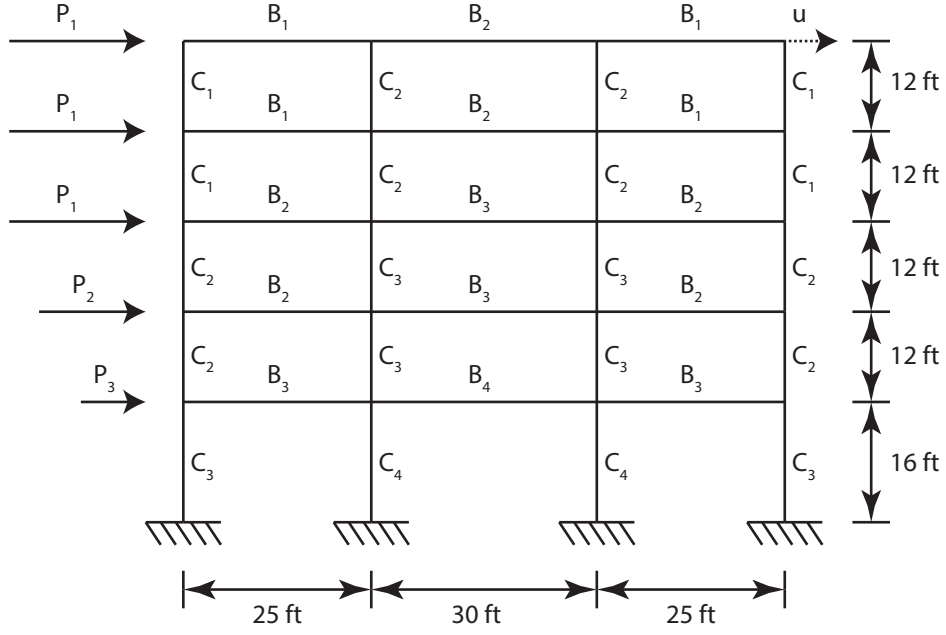 P₁ B₁ B₂ B₁ u
C₁ C₂ C₂ C₁ 12 ft
P₁ B₁ B₂ B₁
C₁ C₂ C₂ C₁ 12 ft
P₁ B₂ B₃ B₂
C₂ C₃ C₃ C₂ 12 ft
P₂ B₂ B₃ B₂
C₂ C₃ C₃ C₂ 12 ft
P₃ B₃ B₄ B₃
C₃ C₄ C₄ C₃ 16 ft
25 ft 30 ft 25 ft